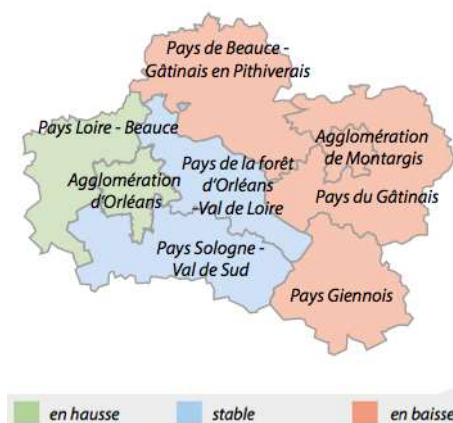 Pays de Beauce -
Gâtinais en Pithiverais
Pays Loire - Beauce
Agglomération
de Montargis
Pays de la forêt
d'Orléans
-Val de Loire
Agglomération
d'Orléans
Pays du Gâtinais
Pays Sologne -
Val de Sud
Pays Giennois
en hausse
stable
en baisse